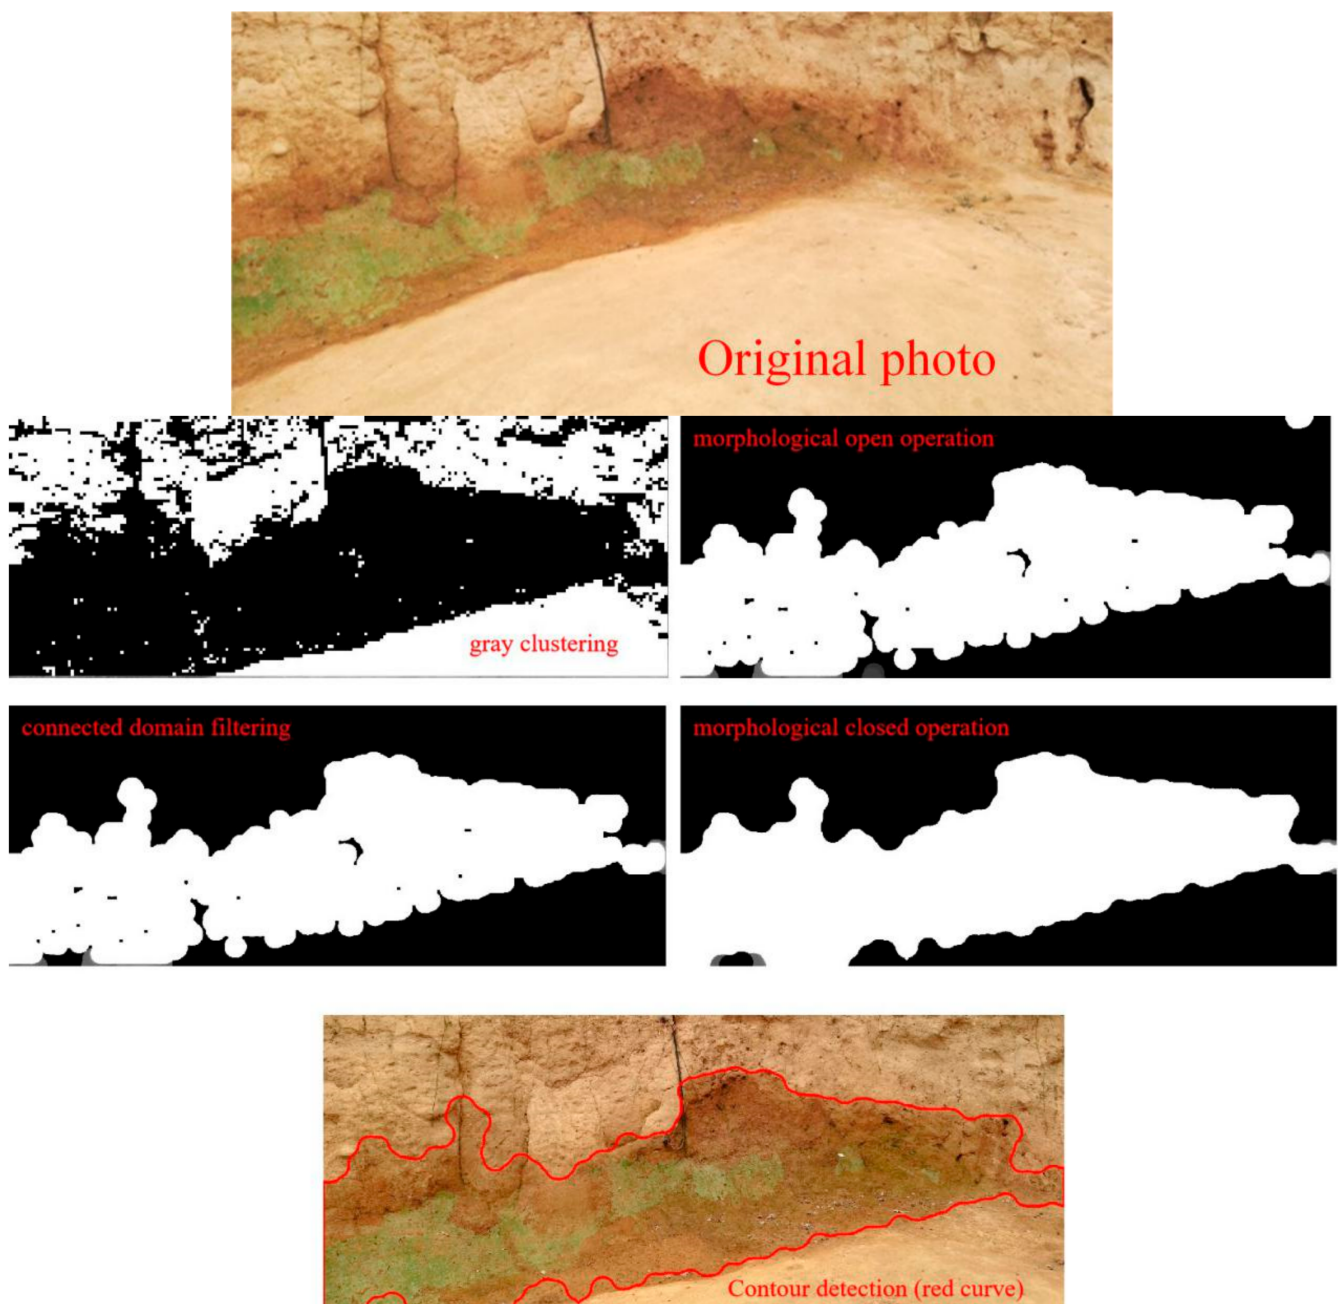 Original photo
morphological open operation
gray clustering
connected domain filtering
morphological closed operation
Contour detection (red curve)